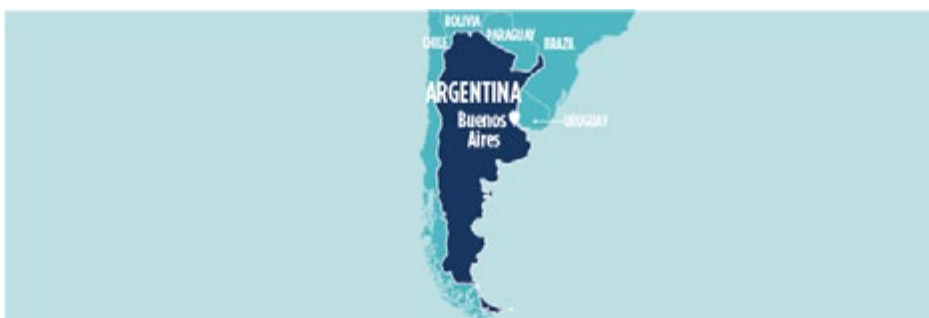 BOLIVIA
PARAGUAY
CHILE
BRAZIL
ARGENTINA
Buenos
Aires
URUGUAY